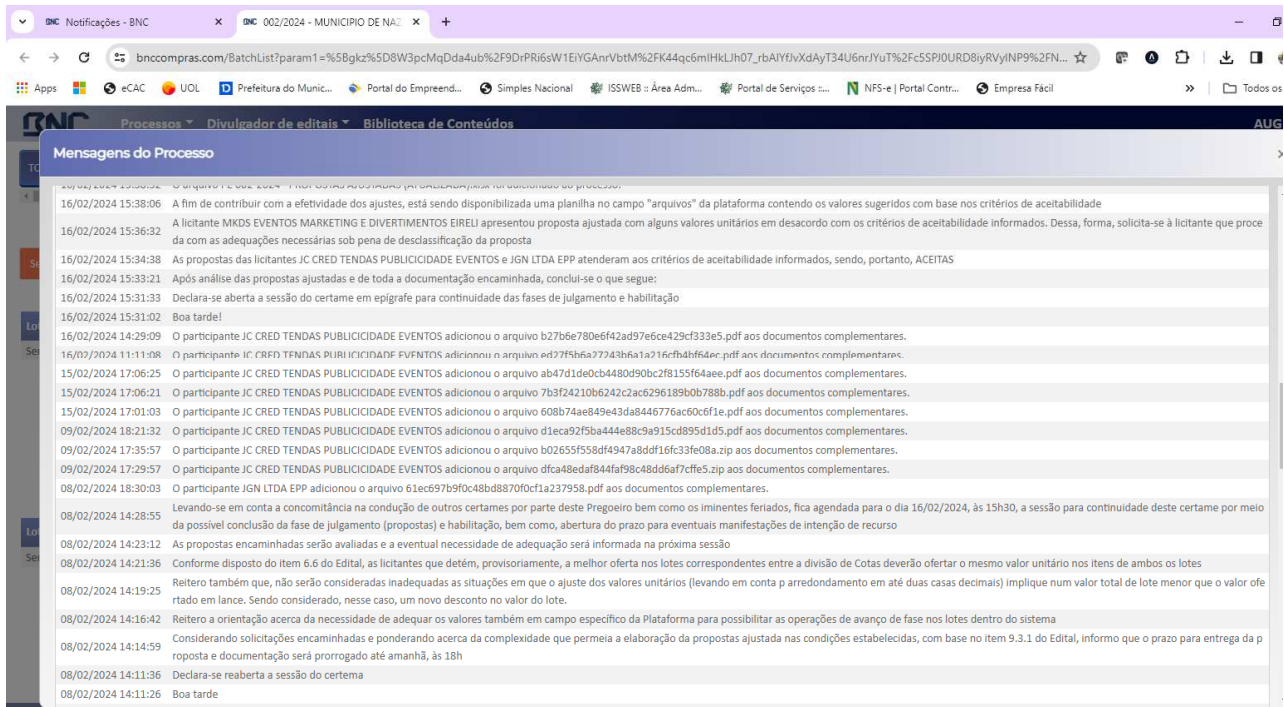 BNC Notificações - BNC
BNC 002/2024 - MUNICIPIO DE NAZ
bnccompras.com/BatchList?param1=%5Bgkz%5D8W3pcMqDda4ub%2F9DrPRi6sW1EiYGAnrVbtM%2FK44qc6mIHkLJh07_rbAlYfJvXdAyT34U6nrJYuT%2Fc5SPJ0URD8iyRVylNP9%2FN...
Apps eCAC UOL Prefeitura do Munic... Portal do Empreend... Simples Nacional ISSWEB :: Área Adm... Portal de Serviços ::... NFS-e | Portal Contr... Empresa Fácil » Todos os
BNC Processos Divulgador de editais Biblioteca de Conteúdos AUG
Mensagens do Processo
16/02/2024 15:38:06 A fim de contribuir com a efetividade dos ajustes, está sendo disponibilizada uma planilha no campo "arquivos" da plataforma contendo os valores sugeridos com base nos critérios de aceitabilidade
16/02/2024 15:36:32 A licitante MKDS EVENTOS MARKETING E DIVERTIMENTOS EIRELI apresentou proposta ajustada com alguns valores unitários em desacordo com os critérios de aceitabilidade informados. Dessa, forma, solicita-se à licitante que proce
da com as adequações necessárias sob pena de desclassificação da proposta
16/02/2024 15:34:38 As propostas das licitantes JC CRED TENDAS PUBLICICIDADE EVENTOS e JGN LTDA EPP atenderam aos critérios de aceitabilidade informados, sendo, portanto, ACEITAS
16/02/2024 15:33:21 Após análise das propostas ajustadas e de toda a documentação encaminhada, conclui-se o que segue:
16/02/2024 15:31:33 Declara-se aberta a sessão do certame em epígrafe para continuidade das fases de julgamento e habilitação
16/02/2024 15:31:02 Boa tarde!
16/02/2024 14:29:09 O participante JC CRED TENDAS PUBLICICIDADE EVENTOS adicionou o arquivo b27b6e780e6f42ad97e6ce429cf333e5.pdf aos documentos complementares.
16/02/2024 11:11:08 O participante JC CRED TENDAS PUBLICICIDADE EVENTOS adicionou o arquivo ed27f5b6a27243b6a1a216cfb4bf64ec.pdf aos documentos complementares.
15/02/2024 17:06:25 O participante JC CRED TENDAS PUBLICICIDADE EVENTOS adicionou o arquivo ab47d1de0cb4480d90bc2f8155f64aee.pdf aos documentos complementares.
15/02/2024 17:06:21 O participante JC CRED TENDAS PUBLICICIDADE EVENTOS adicionou o arquivo 7b3f24210b6242c2ac6296189b0b788b.pdf aos documentos complementares.
15/02/2024 17:01:03 O participante JC CRED TENDAS PUBLICICIDADE EVENTOS adicionou o arquivo 608b74ae849e43da8446776ac60c6f1e.pdf aos documentos complementares.
09/02/2024 18:21:32 O participante JC CRED TENDAS PUBLICICIDADE EVENTOS adicionou o arquivo d1eca92f5ba444e88c9a915cd895d1d5.pdf aos documentos complementares.
09/02/2024 17:35:57 O participante JC CRED TENDAS PUBLICICIDADE EVENTOS adicionou o arquivo b02655f558df4947a8ddf16fc33fe08a.zip aos documentos complementares.
09/02/2024 17:29:57 O participante JC CRED TENDAS PUBLICICIDADE EVENTOS adicionou o arquivo dfca48edaf844faf98c48dd6af7cffe5.zip aos documentos complementares.
08/02/2024 18:30:03 O participante JGN LTDA EPP adicionou o arquivo 61ec697b9f0c48bd8870f0cf1a237958.pdf aos documentos complementares.
08/02/2024 14:28:55 Levando-se em conta a concomitância na condução de outros certames por parte deste Pregoeiro bem como os iminentes feriados, fica agendada para o dia 16/02/2024, às 15h30, a sessão para continuidade deste certame por meio
da possível conclusão da fase de julgamento (propostas) e habilitação, bem como, abertura do prazo para eventuais manifestações de intenção de recurso
08/02/2024 14:23:12 As propostas encaminhadas serão avaliadas e a eventual necessidade de adequação será informada na próxima sessão
08/02/2024 14:21:36 Conforme disposto do item 6.6 do Edital, as licitantes que detém, provisoriamente, a melhor oferta nos lotes correspondentes entre a divisão de Cotas deverão ofertar o mesmo valor unitário nos itens de ambos os lotes
08/02/2024 14:19:25 Reitero também que, não serão consideradas inadequadas as situações em que o ajuste dos valores unitários (levando em conta p arredondamento em até duas casas decimais) implique num valor total de lote menor que o valor ofe
rtado em lance. Sendo considerado, nesse caso, um novo desconto no valor do lote.
08/02/2024 14:16:42 Reitero a orientação acerca da necessidade de adequar os valores também em campo específico da Plataforma para possibilitar as operações de avanço de fase nos lotes dentro do sistema
08/02/2024 14:14:59 Considerando solicitações encaminhadas e ponderando acerca da complexidade que permeia a elaboração da propostas ajustada nas condições estabelecidas, com base no item 9.3.1 do Edital, informo que o prazo para entrega da p
roposta e documentação será prorrogado até amanhã, às 18h
08/02/2024 14:11:36 Declara-se reaberta a sessão do certema
08/02/2024 14:11:26 Boa tarde